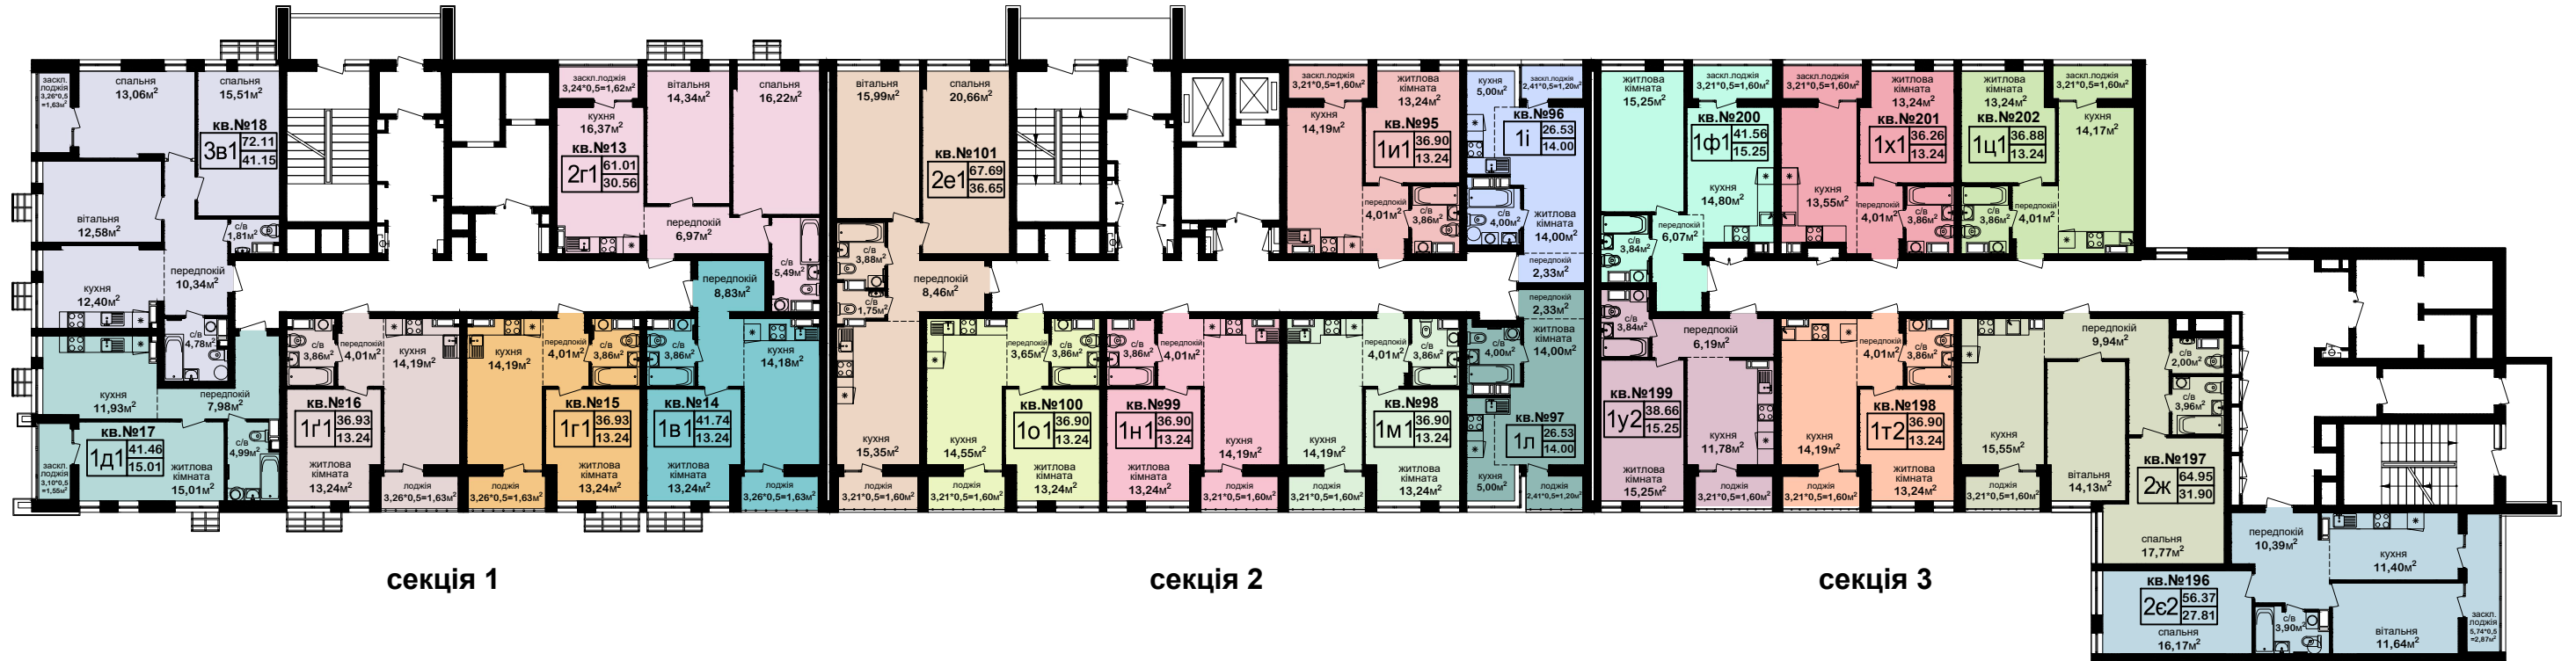 заскл.
лоджія
3,26*0,5
=1,63м²
спальня
13,06м²
спальня
15,51м²
кв.№18
3в1
72.11
41.15
вітальня
12,58м²
с/в
1,81м²
передпокій
10,34м²
кухня
12,40м²
с/в
4,78м²
кухня
11,93м²
передпокій
7,98м²
кв.№17
1д1
41.46
15.01
заскл.
лоджія
3,10*0,5
=1,55м²
житлова
кімната
15,01м²
с/в
4,99м²
с/в
3,86м²
передпокій
4,01м²
кухня
14,19м²
кв.№16
1ґ1
36.93
13.24
житлова
кімната
13,24м²
лоджія
3,26*0,5=1,63м²
кухня
14,19м²
передпокій
4,01м²
с/в
3,86м²
кв.№15
1г1
36.93
13.24
житлова
кімната
13,24м²
лоджія
3,26*0,5=1,63м²
передпокій
8,83м²
с/в
3,86м²
кухня
14,18м²
кв.№14
1в1
41.74
13.24
житлова
кімната
13,24м²
лоджія
3,26*0,5=1,63м²
заскл.лоджія
3,24*0,5=1,62м²
кухня
16,37м²
кв.№13
2г1
61.01
30.56
вітальня
14,34м²
спальня
16,22м²
передпокій
6,97м²
с/в
5,49м²
секція 1
вітальня
15,99м²
спальня
20,66м²
кв.№101
2е1
67.69
36.65
с/в
3,88м²
передпокій
8,46м²
с/в
1,75м²
кухня
15,35м²
лоджія
3,21*0,5=1,60м²
передпокій
3,65м²
с/в
3,86м²
кв.№100
1о1
36.90
13.24
кухня
14,55м²
житлова
кімната
13,24м²
лоджія
3,21*0,5=1,60м²
с/в
3,86м²
передпокій
4,01м²
кв.№99
1н1
36.90
13.24
кухня
14,19м²
житлова
кімната
13,24м²
лоджія
3,21*0,5=1,60м²
передпокій
4,01м²
с/в
3,86м²
кв.№98
1м1
36.90
13.24
кухня
14,19м²
житлова
кімната
13,24м²
лоджія
3,21*0,5=1,60м²
передпокій
2,33м²
житлова
кімната
14,00м²
с/в
4,00м²
кв.№97
1л
26.53
14.00
кухня
5,00м²
лоджія
2,41*0,5=1,20м²
заскл.лоджія
3,21*0,5=1,60м²
житлова
кімната
13,24м²
кухня
14,19м²
кв.№95
1и1
36.90
13.24
передпокій
4,01м²
с/в
3,86м²
кухня
5,00м²
заскл.лоджія
2,41*0,5=1,20м²
кв.№96
1і
26.53
14.00
с/в
4,00м²
житлова
кімната
14,00м²
передпокій
2,33м²
секція 2
житлова
кімната
15,25м²
заскл.лоджія
3,21*0,5=1,60м²
кв.№200
1ф1
41.56
15.25
кухня
14,80м²
передпокій
6,07м²
с/в
3,84м²
заскл.лоджія
3,21*0,5=1,60м²
житлова
кімната
13,24м²
кв.№201
1х1
36.26
13.24
кухня
13,55м²
передпокій
4,01м²
с/в
3,86м²
житлова
кімната
13,24м²
заскл.лоджія
3,21*0,5=1,60м²
кв.№202
1ц1
36.88
13.24
кухня
14,17м²
с/в
3,86м²
передпокій
4,01м²
с/в
3,84м²
передпокій
6,19м²
кв.№199
1у2
38.66
15.25
кухня
11,78м²
житлова
кімната
15,25м²
лоджія
3,21*0,5=1,60м²
передпокій
4,01м²
с/в
3,86м²
кв.№198
1т2
36.90
13.24
кухня
14,19м²
житлова
кімната
13,24м²
лоджія
3,21*0,5=1,60м²
передпокій
9,94м²
с/в
2,00м²
с/в
3,96м²
кухня
15,55м²
вітальня
14,13м²
лоджія
3,21*0,5=1,60м²
кв.№197
2ж
64.95
31.90
спальня
17,77м²
передпокій
10,39м²
кухня
11,40м²
кв.№196
2є2
56.37
27.81
спальня
16,17м²
с/в
3,90м²
вітальня
11,64м²
заскл.
лоджія
5,74*0,5
=2,87м²
секція 3